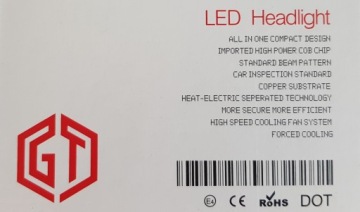 LED Headlight
ALL IN ONE COMPACT DESIGN
IMPORTED HIGH POWER COB CHIP
STANDARD BEAM PATTERN
CAR INSPECTION STANDARD
COPPER SUBSTRATE
HEAT-ELECTRIC SEPERATED TECHNOLOGY
MORE SECURE MORE EFFICIENT
HIGH SPEED COOLING FAN SYSTEM
FORCED COOLING
GT
E4 CE RoHS DOT